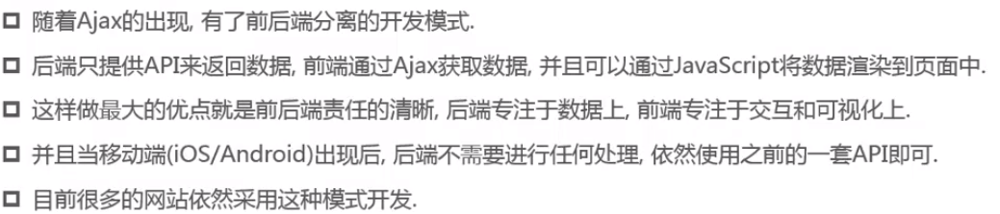 随着Ajax的出现, 有了前后端分离的开发模式.
后端只提供API来返回数据, 前端通过Ajax获取数据, 并且可以通过JavaScript将数据渲染到页面中.
这样做最大的优点就是前后端责任的清晰, 后端专注于数据上, 前端专注于交互和可视化上.
并且当移动端(iOS/Android)出现后, 后端不需要进行任何处理, 依然使用之前的一套API即可.
目前很多的网站依然采用这种模式开发.